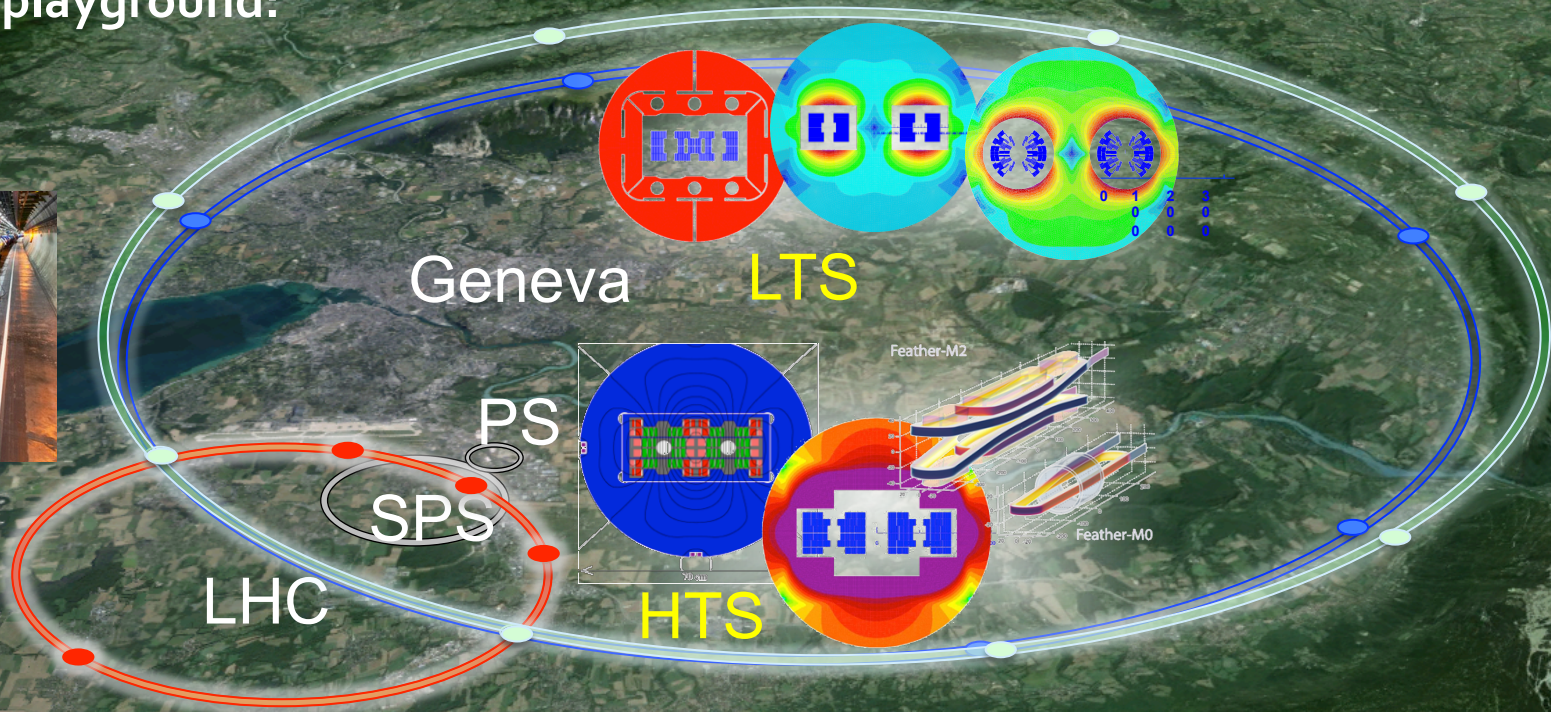 playground:
0 1 2 3
0 0 0
0 0 0
Geneva
LTS
Feather-M2
PS
SPS
Feather-M0
LHC
HTS